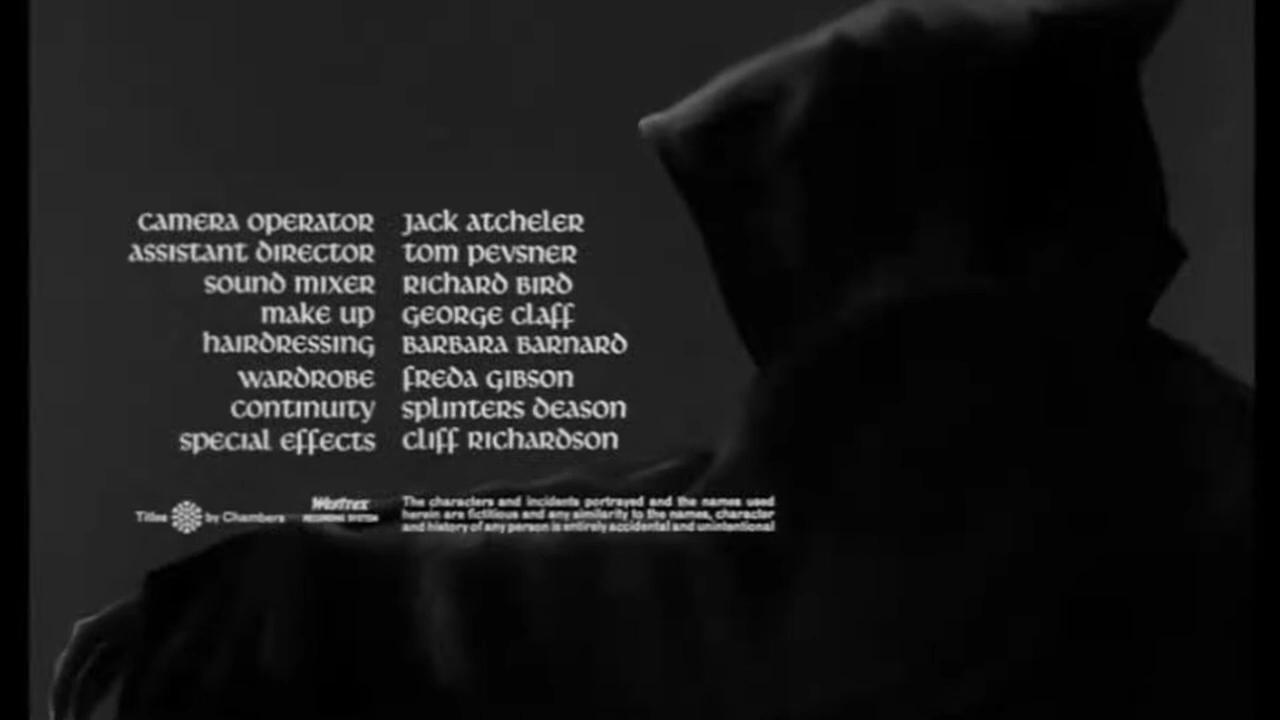 CAMERA OPERATOR JACK ATCHELER
ASSISTANT DIRECTOR TOM PEVSNER
SOUND MIXER RICHARD BIRD
MAKE UP GEORGE CLAFF
HAIRDRESSING BARBARA BARNARD
WARDROBE FREDA GIBSON
CONTINUITY SPLINTERS DEASON
SPECIAL EFFECTS CLIFF RICHARDSON
Titles by Chambers
Westrex
RECORDING SYSTEM
The characters and incidents portrayed and the names used
herein are fictitious and any similarity to the names, character
and history of any person is entirely accidental and unintentional